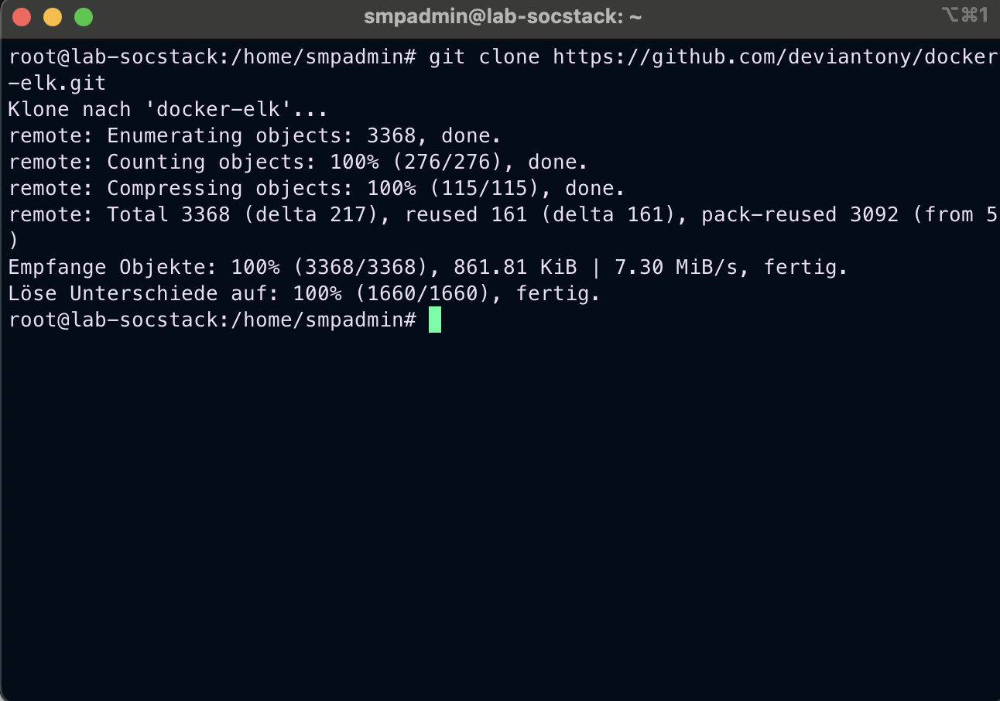 smpadmin@lab-socstack: ~
⌥⌘1
root@lab-socstack:/home/smpadmin# git clone https://github.com/deviantony/docker
-elk.git
Klone nach 'docker-elk'...
remote: Enumerating objects: 3368, done.
remote: Counting objects: 100% (276/276), done.
remote: Compressing objects: 100% (115/115), done.
remote: Total 3368 (delta 217), reused 161 (delta 161), pack-reused 3092 (from 5
)
Empfange Objekte: 100% (3368/3368), 861.81 KiB | 7.30 MiB/s, fertig.
Löse Unterschiede auf: 100% (1660/1660), fertig.
root@lab-socstack:/home/smpadmin#